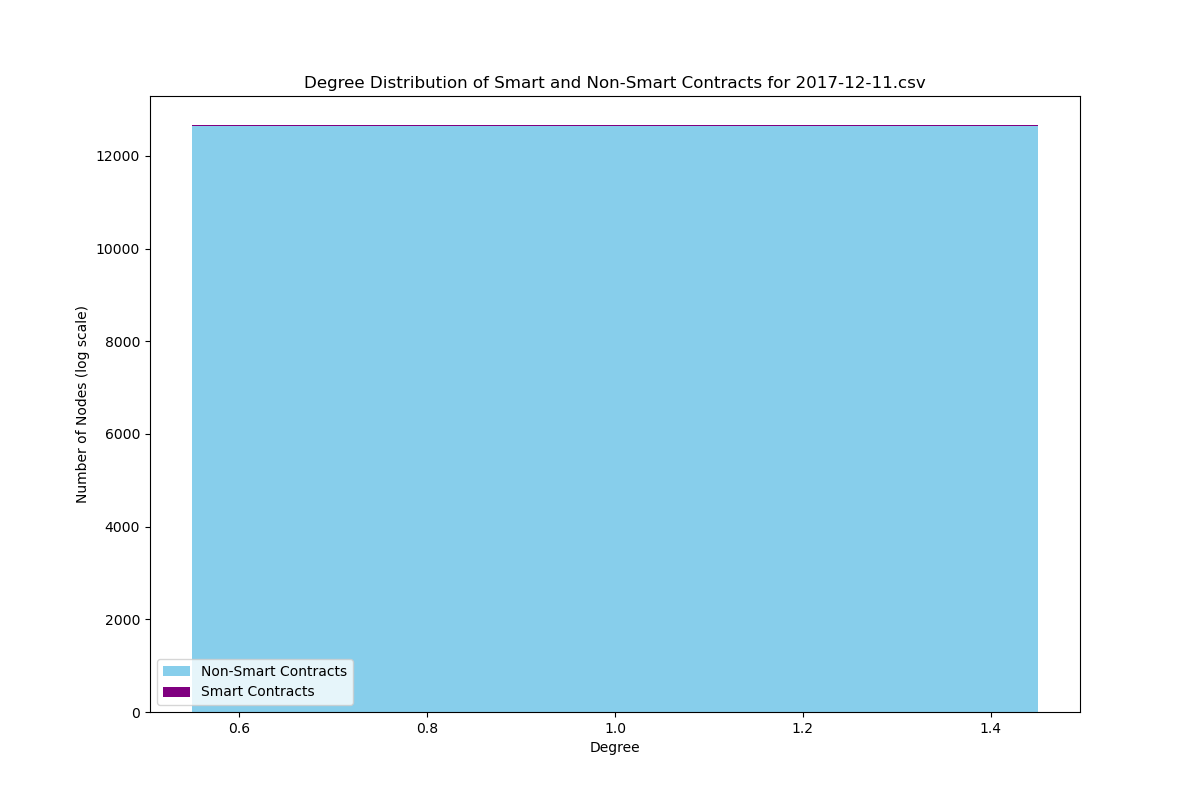 Degree Distribution of Smart and Non-Smart Contracts for 2017-12-11.csv
12000
10000
8000
6000
4000
2000
0
Number of Nodes (log scale)
Non-Smart Contracts
Smart Contracts
0.6 0.8 1.0 1.2 1.4
Degree